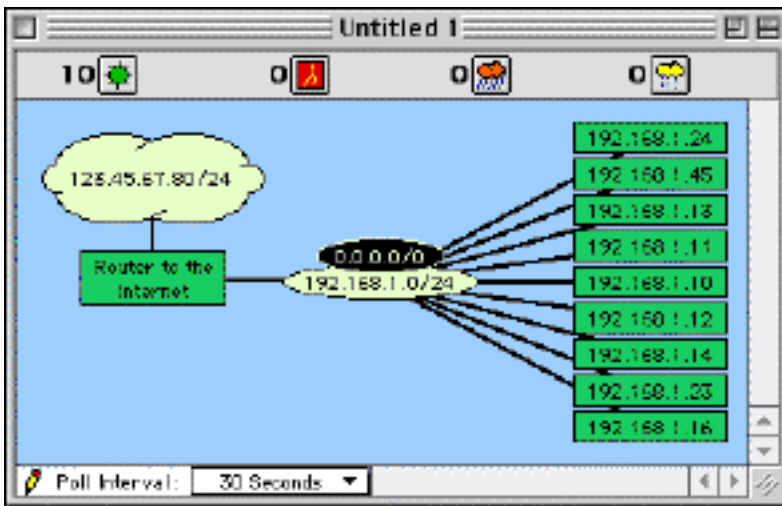 Untitled 1
10 0 0 0
123.45.67.80/24
Router to the
Internet
0.0.0.0/0
192.168.1.0/24
192.168.1.24
192.168.1.45
192.168.1.13
192.168.1.11
192.168.1.10
192.168.1.12
192.168.1.14
192.168.1.23
192.168.1.16
Poll Interval: 30 Seconds